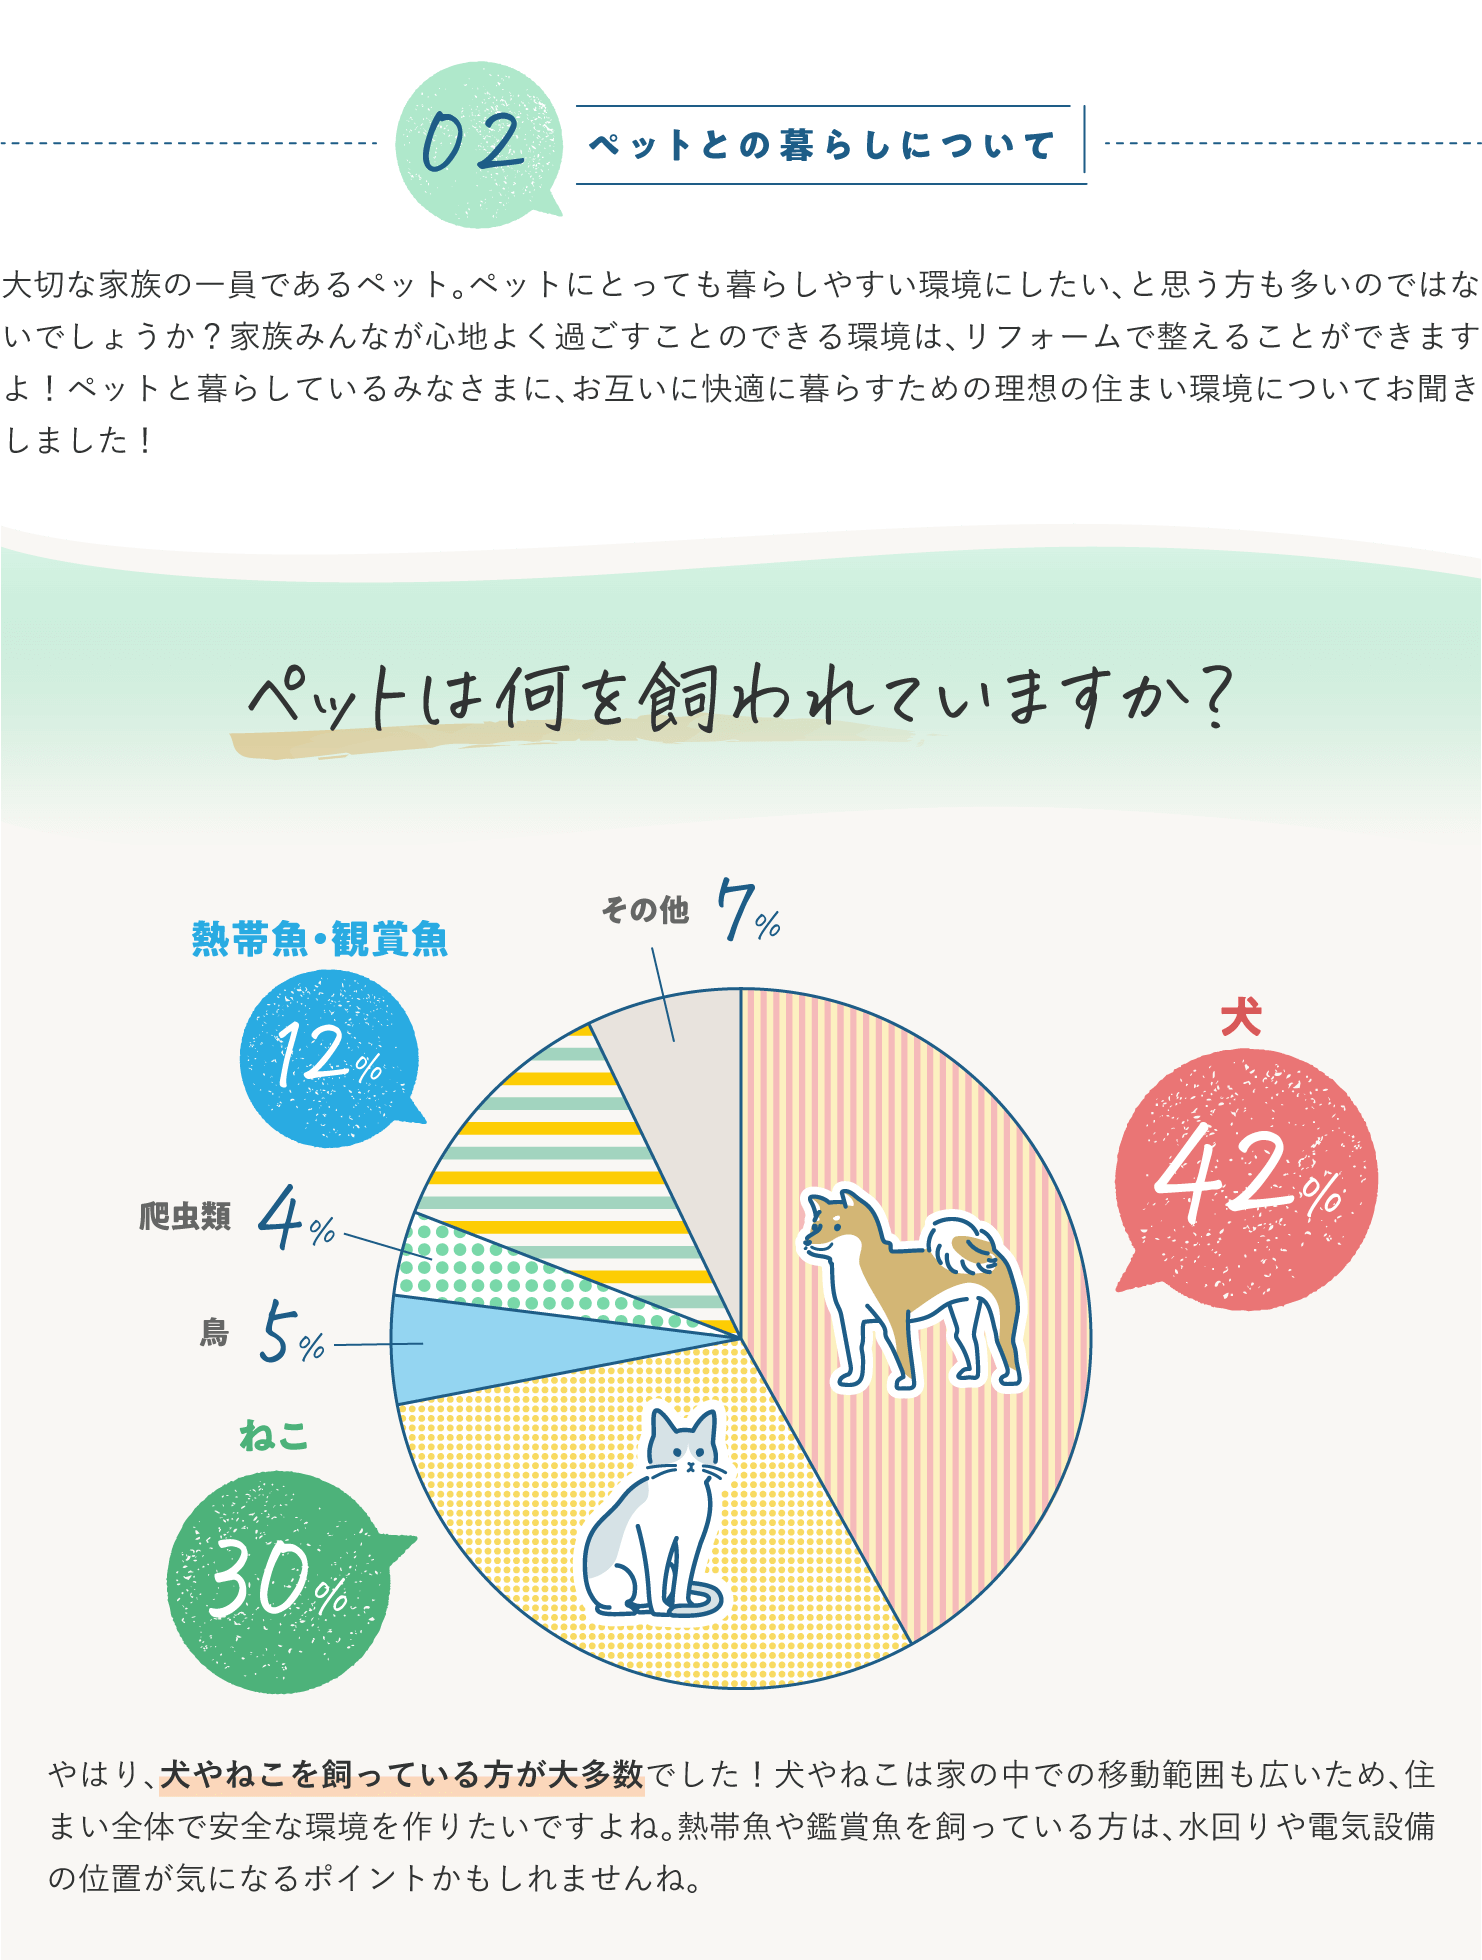 02
ペットとの暮らしについて
大切な家族の一員であるペット。ペットにとっても暮らしやすい環境にしたい、と思う方も多いのではな
いでしょうか？家族みんなが心地よく過ごすことのできる環境は、リフォームで整えることができます
よ！ペットと暮らしているみなさまに、お互いに快適に暮らすための理想の住まい環境についてお聞き
しました！
ペットは何を飼われていますか？
その他 7%
熱帯魚・観賞魚
12%
犬
42%
爬虫類 4%
鳥 5%
ねこ
30%
やはり、犬やねこを飼っている方が大多数でした！犬やねこは家の中での移動範囲も広いため、住
まい全体で安全な環境を作りたいですよね。熱帯魚や鑑賞魚を飼っている方は、水回りや電気設備
の位置が気になるポイントかもしれませんね。